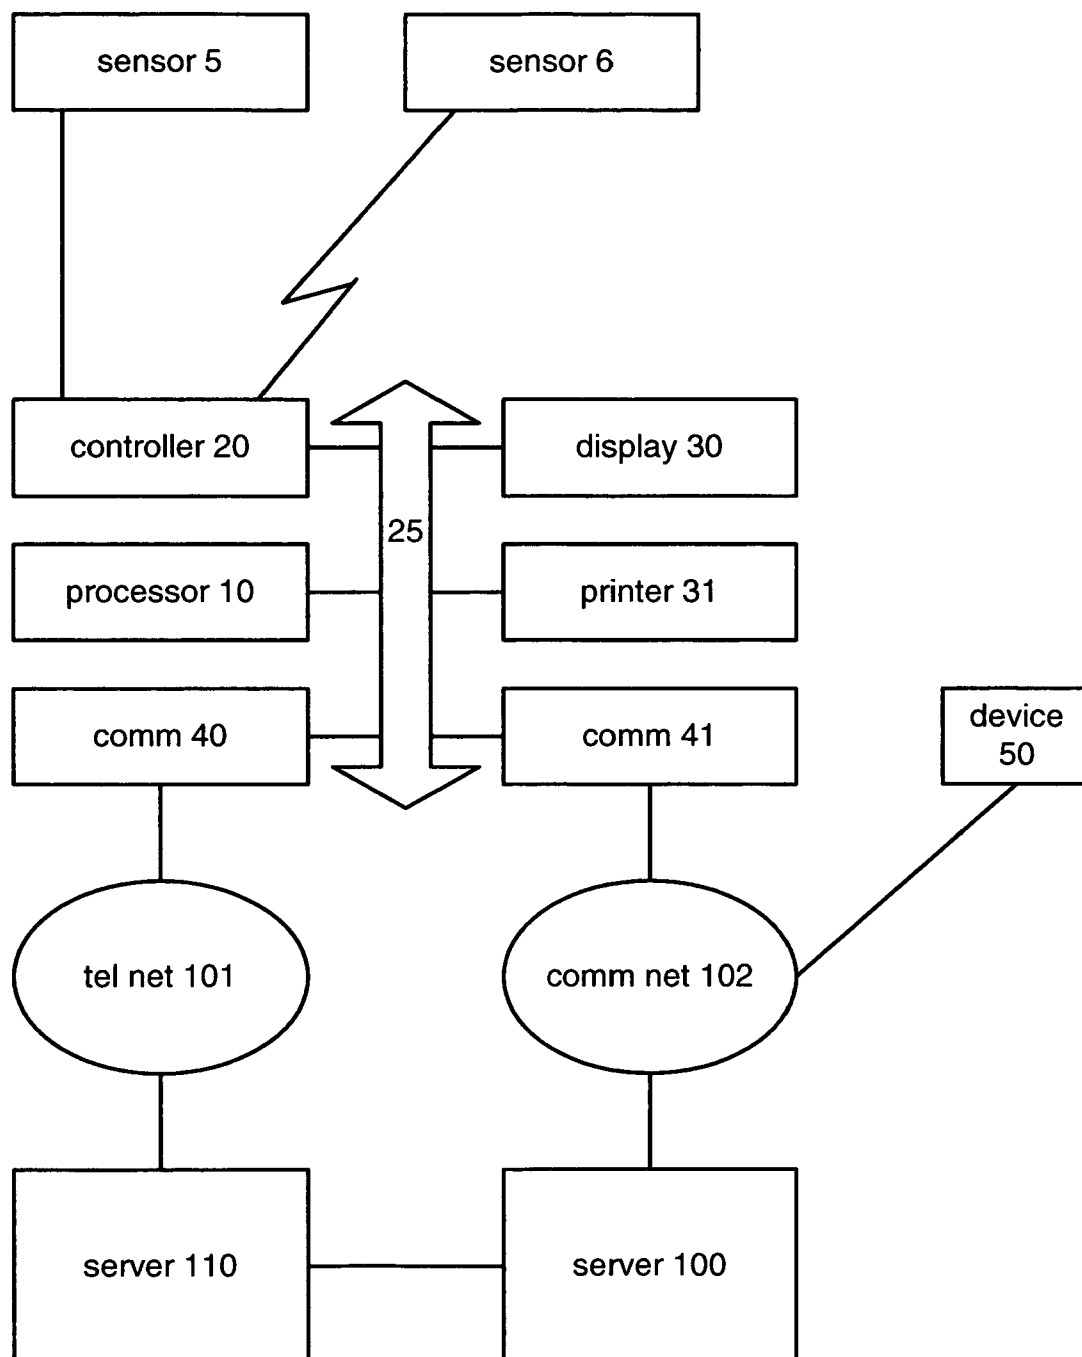 sensor 5
sensor 6
controller 20
display 30
25
processor 10
printer 31
comm 40
comm 41
device
50
tel net 101
comm net 102
server 110
server 100